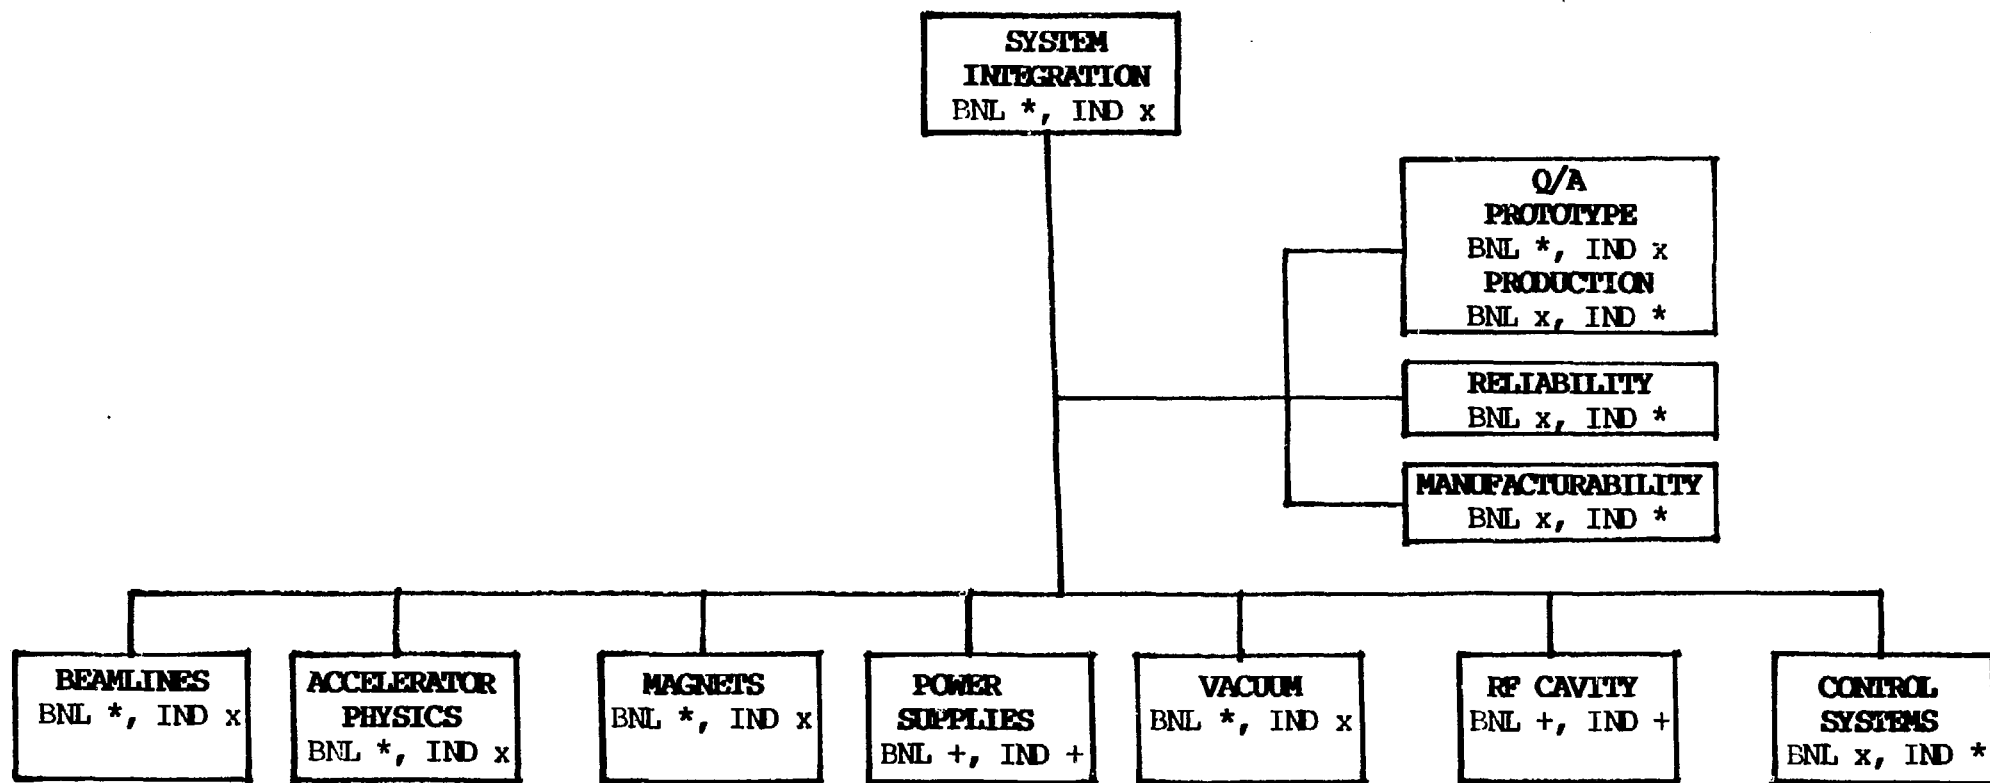 SYSTEM
INTEGRATION
BNL *, IND x
Q/A
PROTOTYPE
BNL *, IND x
PRODUCTION
BNL x, IND *
RELIABILITY
BNL x, IND *
MANUFACTURABILITY
BNL x, IND *
BEAMLINES
BNL *, IND x
ACCELERATOR
PHYSICS
BNL *, IND x
MAGNETS
BNL *, IND x
POWER
SUPPLIES
BNL +, IND +
VACUUM
BNL *, IND x
RF CAVITY
BNL +, IND +
CONTROL
SYSTEMS
BNL x, IND *